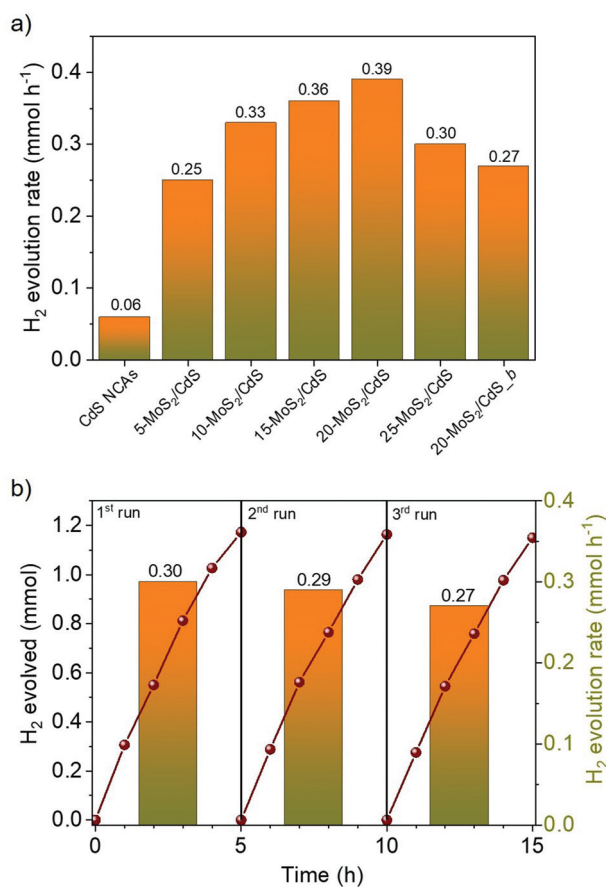 a)
H₂ evolution rate (mmol h⁻¹)
0.4
0.3
0.2
0.1
0.0
0.06
0.25
0.33
0.36
0.39
0.30
0.27
CdS NCAs
5-MoS₂/CdS
10-MoS₂/CdS
15-MoS₂/CdS
20-MoS₂/CdS
25-MoS₂/CdS
20-MoS₂/CdS_b
b)
H₂ evolved (mmol)
1.2
1.0
0.8
0.6
0.4
0.2
0.0
1ˢᵗ run
2ⁿᵈ run
3ʳᵈ run
0.30
0.29
0.27
0.4
0.3
0.2
0.1
0.0
H₂ evolution rate (mmol h⁻¹)
0
5
10
15
Time (h)